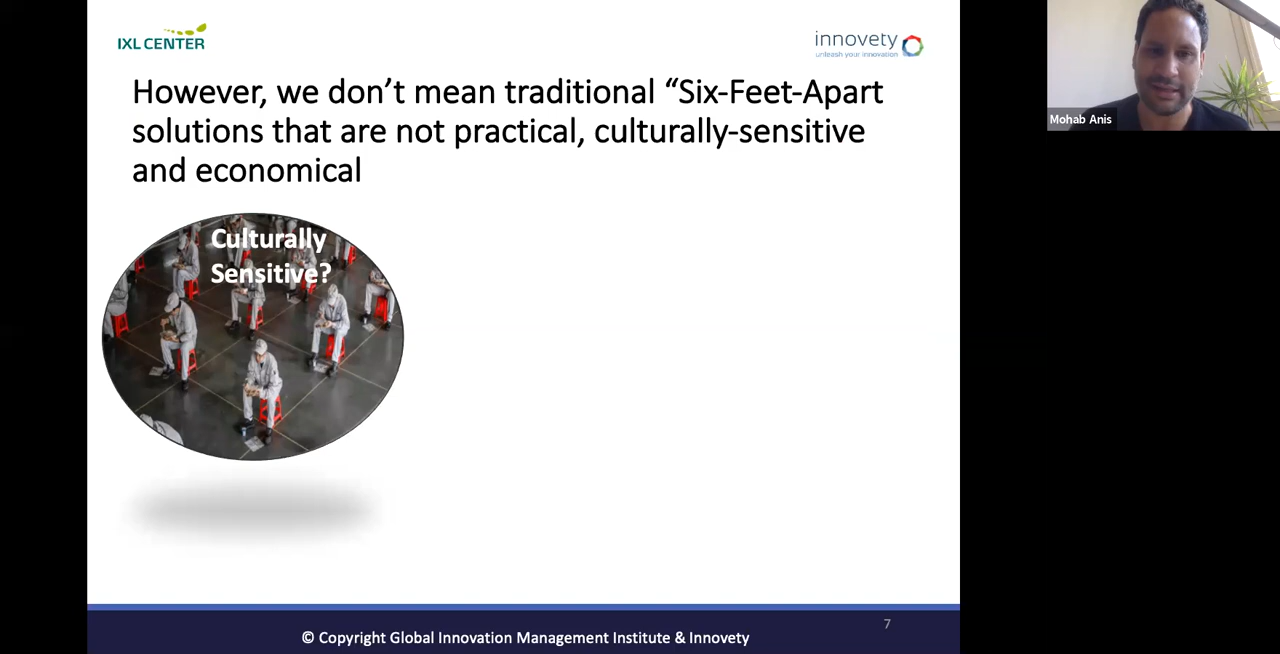 IXL CENTER
innovety
unleash your innovation
Mohab Anis
However, we don’t mean traditional “Six-Feet-Apart
solutions that are not practical, culturally-sensitive
and economical
Culturally
Sensitive?
7
© Copyright Global Innovation Management Institute & Innovety